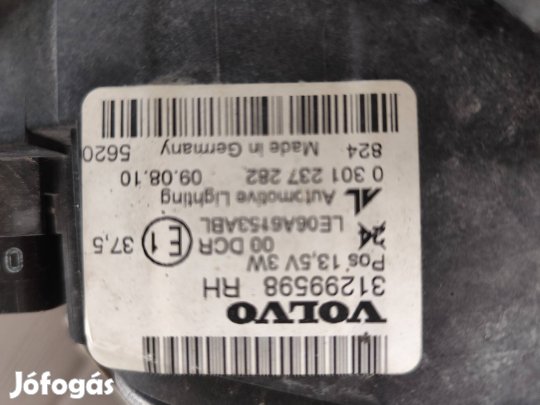 VOLVO
31299598 RH
Pos 13,5V 3W
00 DCR E1 37,5
24 LE06A6153ABL
AL Automotive Lighting
0 301 237 282 09.08.10
824 Made in Germany 5620
Jófogás